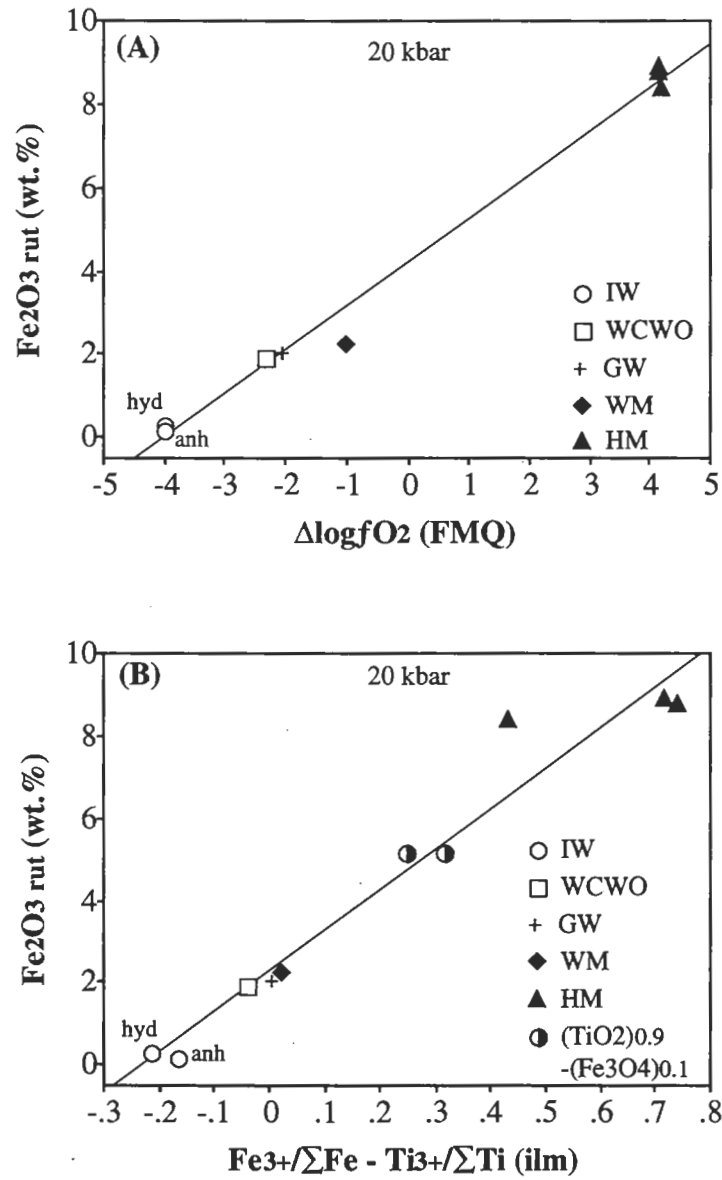 (A)
20 kbar
10
8
6
4
2
0
Fe2O3 rut (wt.%)
hyd
anh
IW
WCWO
GW
WM
HM
-5 -4 -3 -2 -1 0 1 2 3 4 5
ΔlogfO2 (FMQ)
(B)
20 kbar
10
8
6
4
2
0
Fe2O3 rut (wt.%)
hyd
anh
IW
WCWO
GW
WM
HM
(TiO2)0.9
-(Fe3O4)0.1
-.3 -.2 -.1 0 .1 .2 .3 .4 .5 .6 .7 .8
Fe3+/∑Fe - Ti3+/∑Ti (ilm)